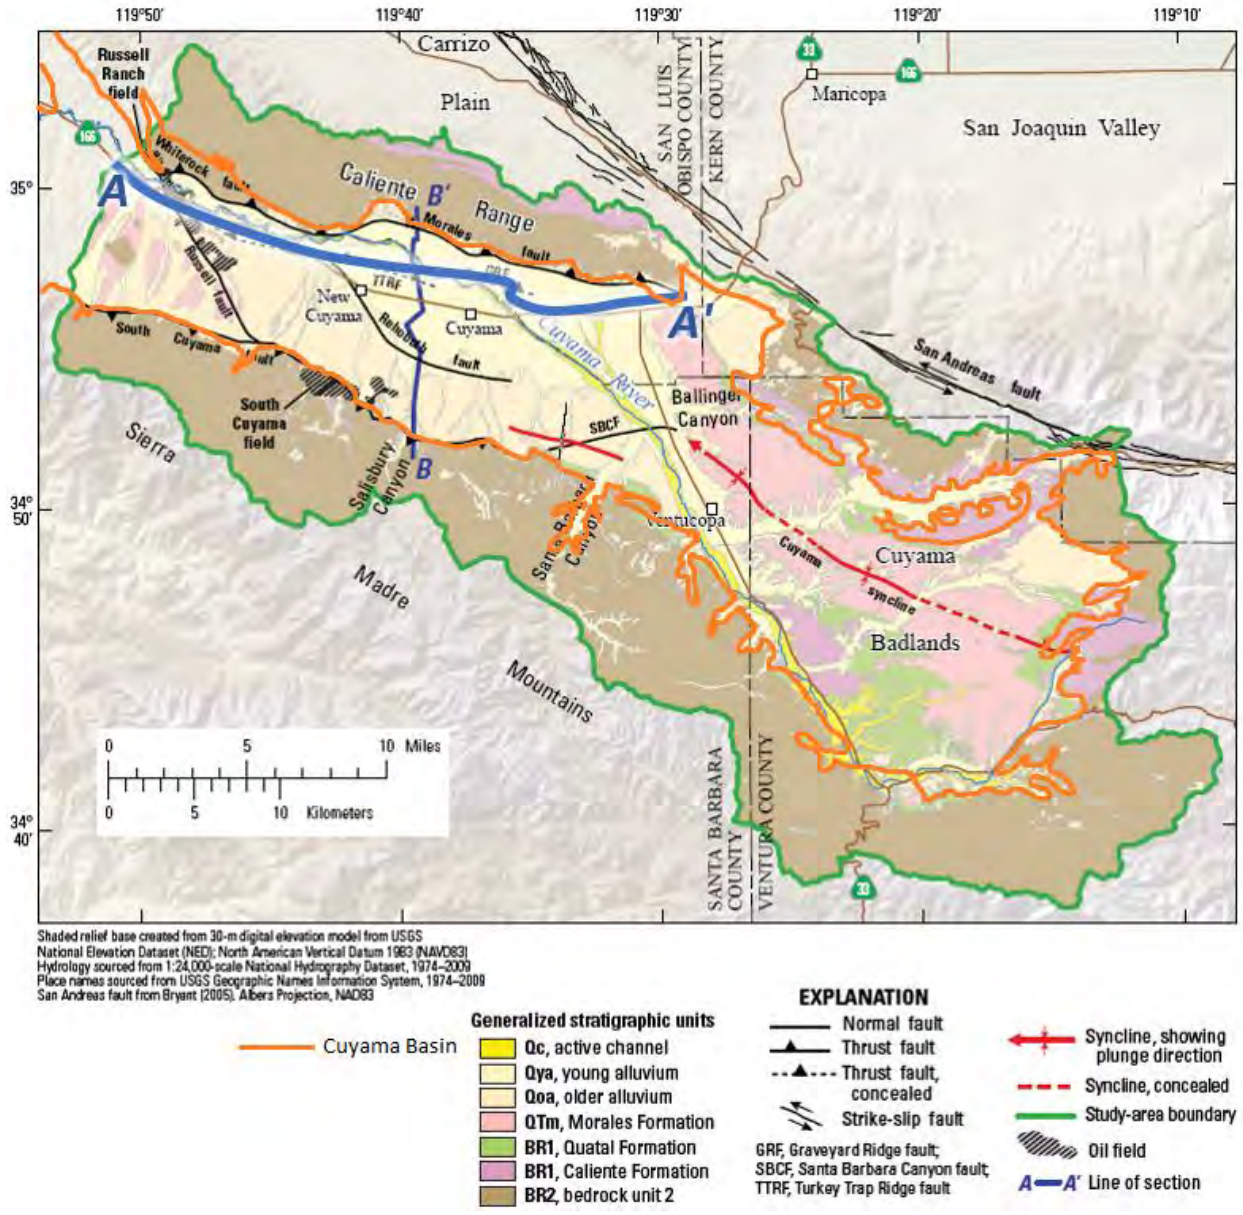 119°50' 119°40' 119°30' 119°20' 119°10'
Russell
Ranch
field
Carrizo
Plain
SAN LUIS
OBISPO COUNTY
KERN COUNTY
33
166
Maricopa
San Joaquin Valley
166
Whiterock fault
35°
A
Caliente Range
B'
Morales fault
Russell fault
TTRF
GRF
New
Cuyama
Cuyama
Rehoboth fault
Cuyama River
A'
South Cuyama fault
San Andreas fault
South
Cuyama
field
Ballinger
Canyon
SBCF
Sierra
Salisbury
Canyon
B
34°
50'
Santa Barbara
Canyon
Ventucopa
Cuyama
syncline
Cuyama
Badlands
Madre
Mountains
0 5 10 Miles
0 5 10 Kilometers
34°
40'
SANTA BARBARA
COUNTY
VENTURA COUNTY
33
Shaded relief base created from 30-m digital elevation model from USGS
National Elevation Dataset (NED); North American Vertical Datum 1983 (NAVD83)
Hydrology sourced from 1:24,000-scale National Hydrography Dataset, 1974–2009
Place names sourced from USGS Geographic Names Information System, 1974–2009
San Andreas fault from Bryant (2005). Albers Projection, NAD83
Cuyama Basin
Generalized stratigraphic units
Qc, active channel
Qya, young alluvium
Qoa, older alluvium
QTm, Morales Formation
BR1, Quatal Formation
BR1, Caliente Formation
BR2, bedrock unit 2
EXPLANATION
Normal fault
Thrust fault
Thrust fault,
concealed
Strike-slip fault
GRF, Graveyard Ridge fault;
SBCF, Santa Barbara Canyon fault;
TTRF, Turkey Trap Ridge fault
Syncline, showing
plunge direction
Syncline, concealed
Study-area boundary
Oil field
A A' Line of section